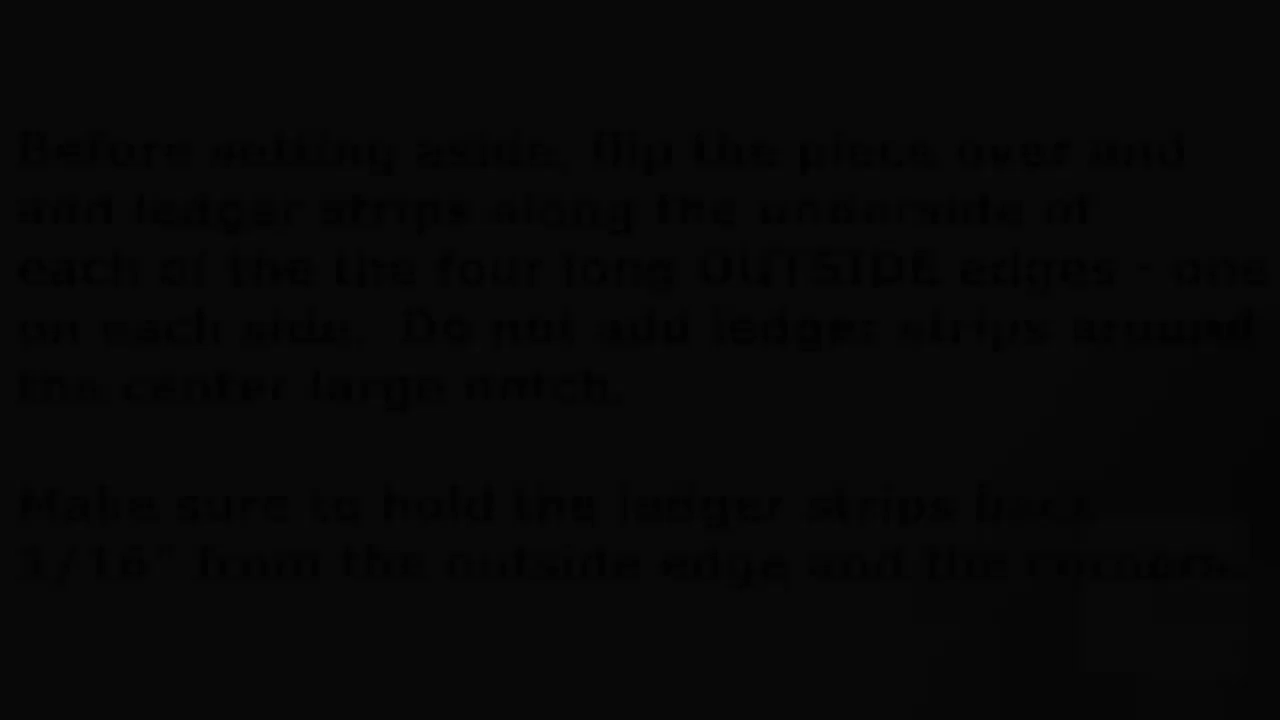 Before setting aside, flip the piece over and
add ledger strips along the underside of
each of the the four long OUTSIDE edges - one
on each side. Do not add ledger strips around
the center large notch.
Make sure to hold the ledger strips back
1/16" from the outside edge and the corners.